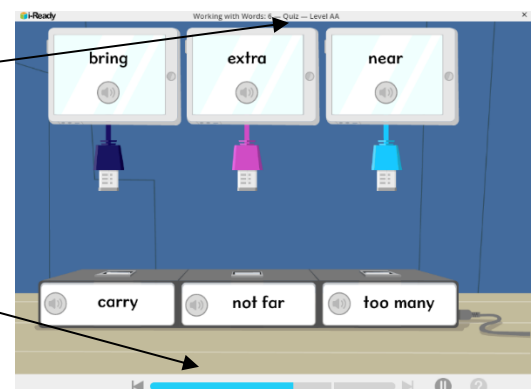 i-Ready
Working with Words: 6 — Quiz — Level AA
bring extra near
carry not far too many